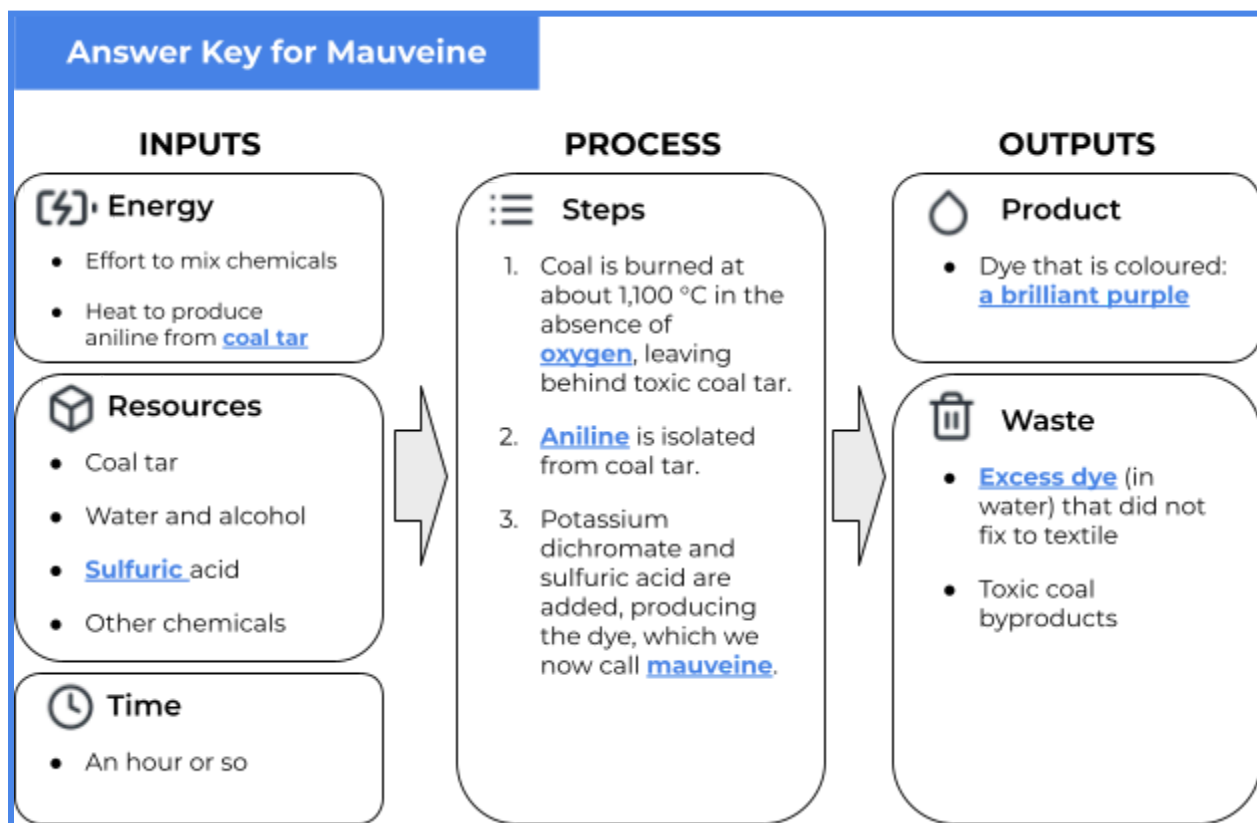 Answer Key for Mauveine
INPUTS
Energy
● Effort to mix chemicals
● Heat to produce
aniline from coal tar
Resources
● Coal tar
● Water and alcohol
● Sulfuric acid
● Other chemicals
Time
● An hour or so
PROCESS
Steps
1. Coal is burned at
about 1,100 °C in the
absence of
oxygen, leaving
behind toxic coal tar.
2. Aniline is isolated
from coal tar.
3. Potassium
dichromate and
sulfuric acid are
added, producing
the dye, which we
now call mauveine.
OUTPUTS
Product
● Dye that is coloured:
a brilliant purple
Waste
● Excess dye (in
water) that did not
fix to textile
● Toxic coal
byproducts